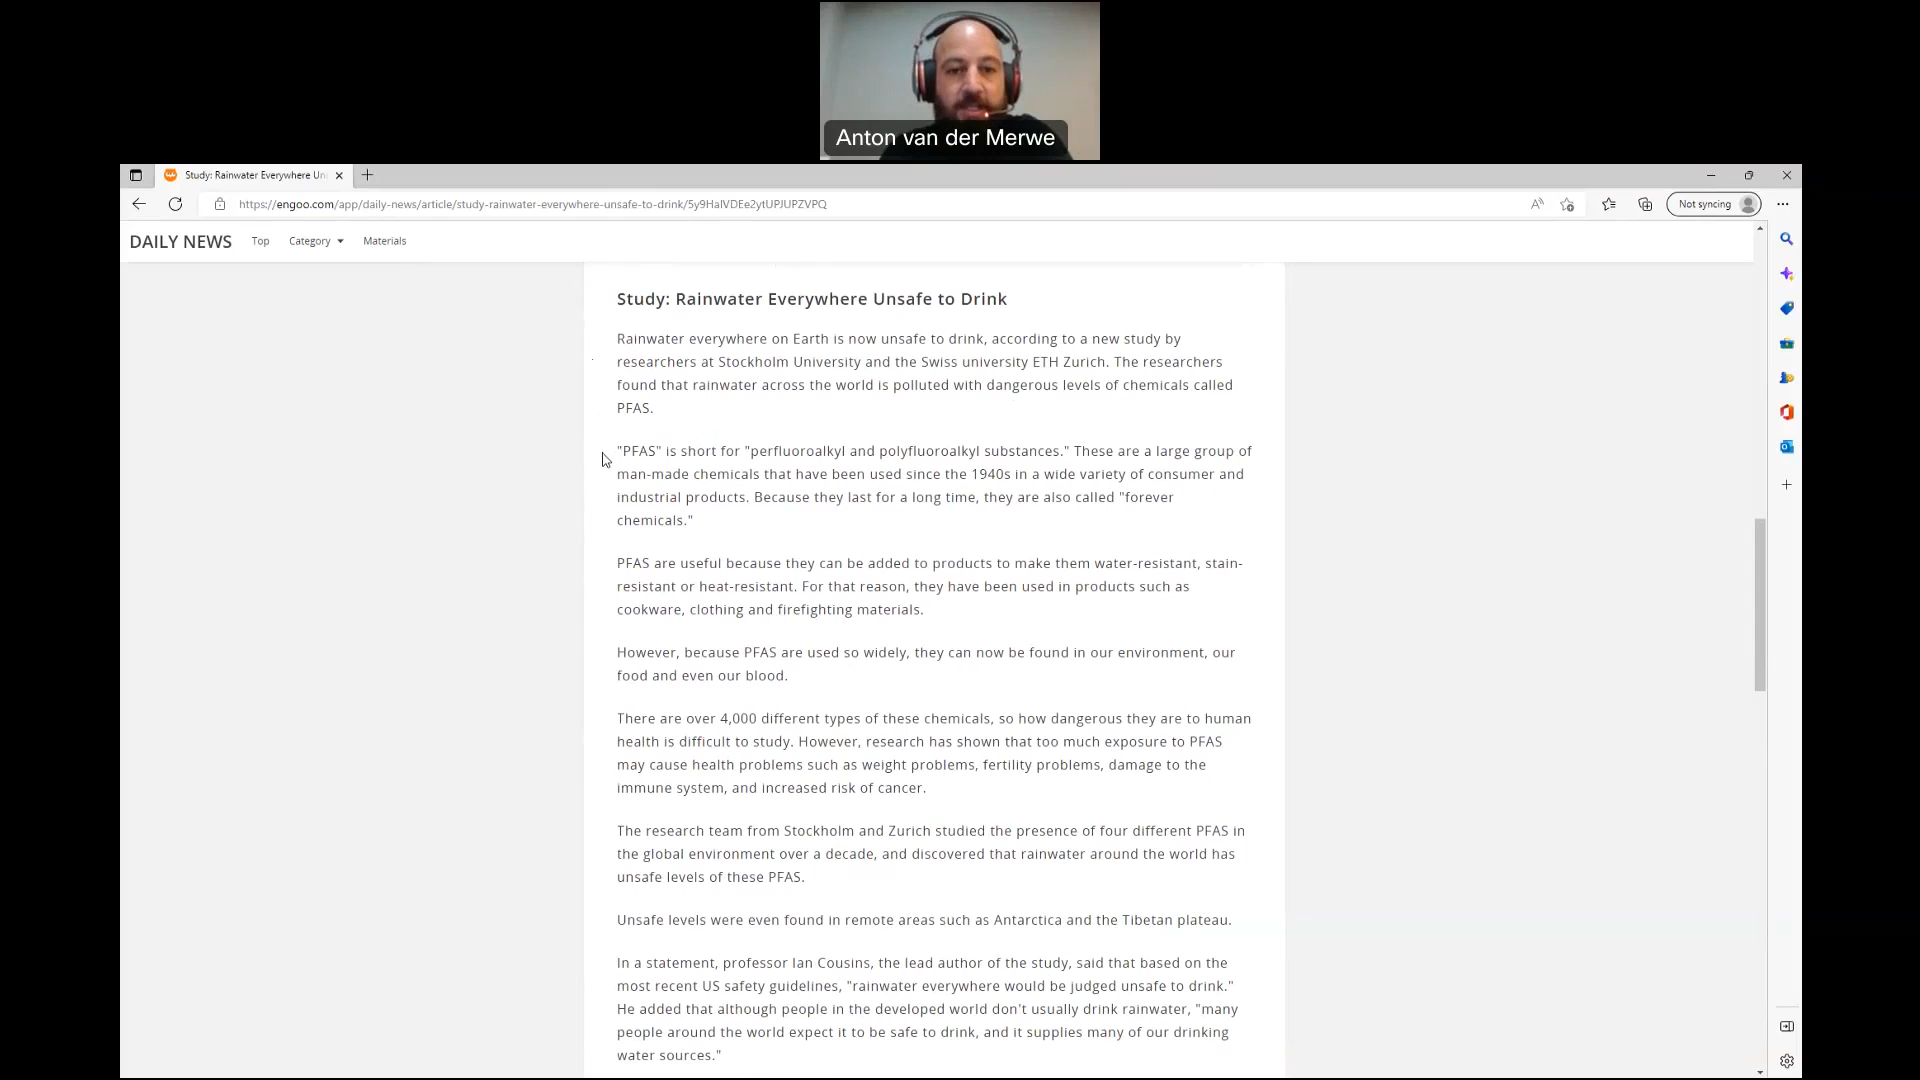 Anton van der Merwe
Study: Rainwater Everywhere Un
https://engoo.com/app/daily-news/article/study-rainwater-everywhere-unsafe-to-drink/5y9HalVDEe2ytUPJUPZVPQ
Not syncing
DAILY NEWS Top Category Materials
Study: Rainwater Everywhere Unsafe to Drink
Rainwater everywhere on Earth is now unsafe to drink, according to a new study by
researchers at Stockholm University and the Swiss university ETH Zurich. The researchers
found that rainwater across the world is polluted with dangerous levels of chemicals called
PFAS.
"PFAS" is short for "perfluoroalkyl and polyfluoroalkyl substances." These are a large group of
man-made chemicals that have been used since the 1940s in a wide variety of consumer and
industrial products. Because they last for a long time, they are also called "forever
chemicals."
PFAS are useful because they can be added to products to make them water-resistant, stain-
resistant or heat-resistant. For that reason, they have been used in products such as
cookware, clothing and firefighting materials.
However, because PFAS are used so widely, they can now be found in our environment, our
food and even our blood.
There are over 4,000 different types of these chemicals, so how dangerous they are to human
health is difficult to study. However, research has shown that too much exposure to PFAS
may cause health problems such as weight problems, fertility problems, damage to the
immune system, and increased risk of cancer.
The research team from Stockholm and Zurich studied the presence of four different PFAS in
the global environment over a decade, and discovered that rainwater around the world has
unsafe levels of these PFAS.
Unsafe levels were even found in remote areas such as Antarctica and the Tibetan plateau.
In a statement, professor Ian Cousins, the lead author of the study, said that based on the
most recent US safety guidelines, "rainwater everywhere would be judged unsafe to drink."
He added that although people in the developed world don't usually drink rainwater, "many
people around the world expect it to be safe to drink, and it supplies many of our drinking
water sources."